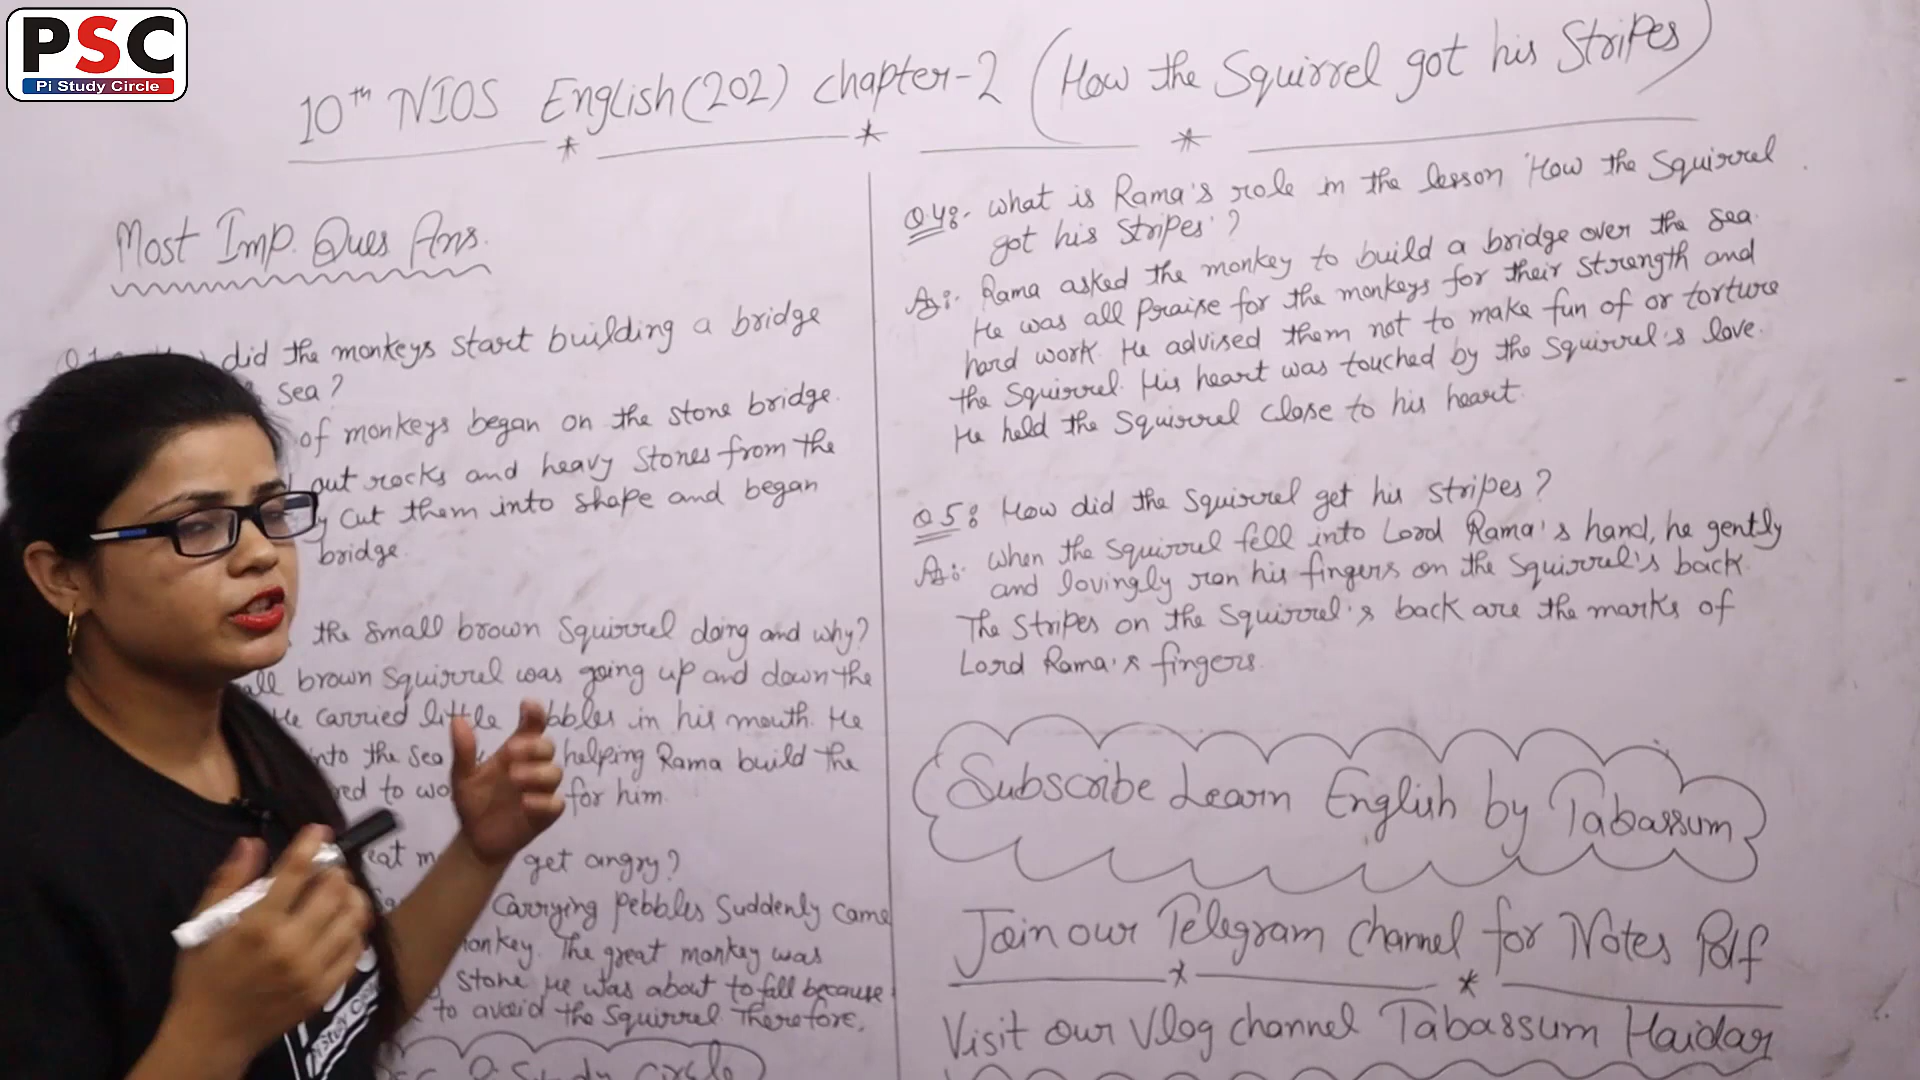 PSC
Pi Study Circle
10th NIOS English(202) Chapter-2 (How the Squirrel got his Stripes)
Most Imp. Ques Ans.
did the monkeys start building a bridge
Sea?
of monkeys began on the stone bridge.
out rocks and heavy stones from the
cut them into shape and began
bridge.
the small brown Squirrel doing and why?
brown squirrel was going up and down the
He carried little in his mouth. He
into the sea helping Rama build the
to for him.
get angry?
Carrying Pebbles Suddenly came
monkey. The great monkey was
stone He was about to fall because
to avoid the squirrel. Therefore,
Study Circle
Q.4:- What is Rama's role in the lesson 'How the Squirrel
got his Stripes'?
As:- Rama asked the monkey to build a bridge over the sea.
He was all Praise for the monkeys for their strength and
hard work. He advised them not to make fun of or torture
the Squirrel. His heart was touched by the Squirrel's love.
He held the squirrel close to his heart.
Q5: How did the squirrel get his stripes?
As:- When the squirrel fell into Lord Rama's hand, he gently
and lovingly ran his fingers on the squirrel's back.
The Stripes on the squirrel's back are the marks of
Lord Rama's fingers.
Subscribe Learn English by Tabassum
Join our Telegram channel for Notes Pdf
Visit our Vlog channel Tabassum Haidar